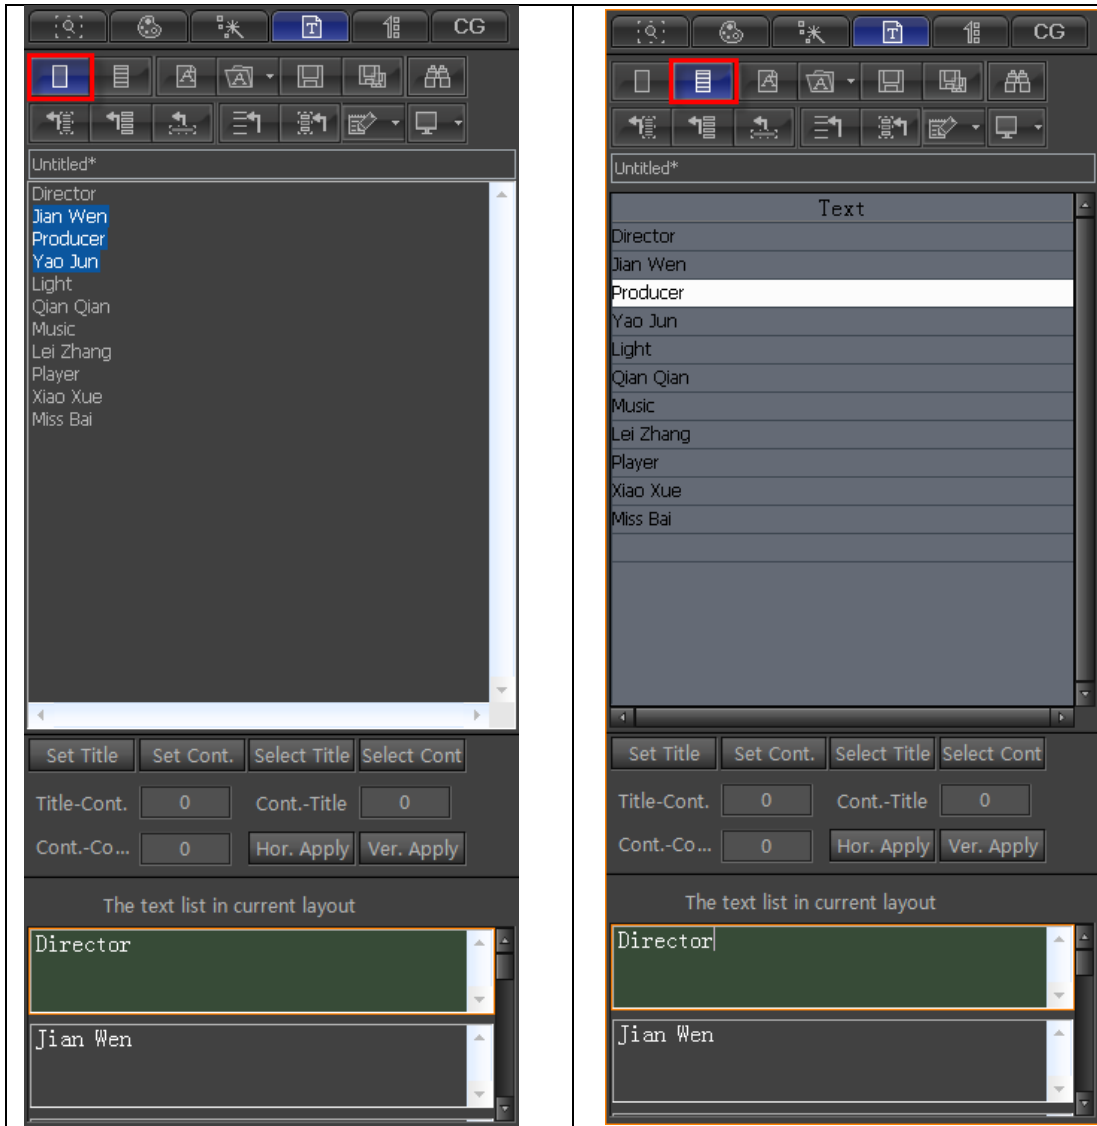 CG
Untitled*
Director
Jian Wen
Producer
Yao Jun
Light
Qian Qian
Music
Lei Zhang
Player
Xiao Xue
Miss Bai
Set Title Set Cont. Select Title Select Cont
Title-Cont. 0 Cont.-Title 0
Cont.-Co... 0 Hor. Apply Ver. Apply
The text list in current layout
Director
Jian Wen
CG
Untitled*
Text
Director
Jian Wen
Producer
Yao Jun
Light
Qian Qian
Music
Lei Zhang
Player
Xiao Xue
Miss Bai
Set Title Set Cont. Select Title Select Cont
Title-Cont. 0 Cont.-Title 0
Cont.-Co... 0 Hor. Apply Ver. Apply
The text list in current layout
Director
Jian Wen